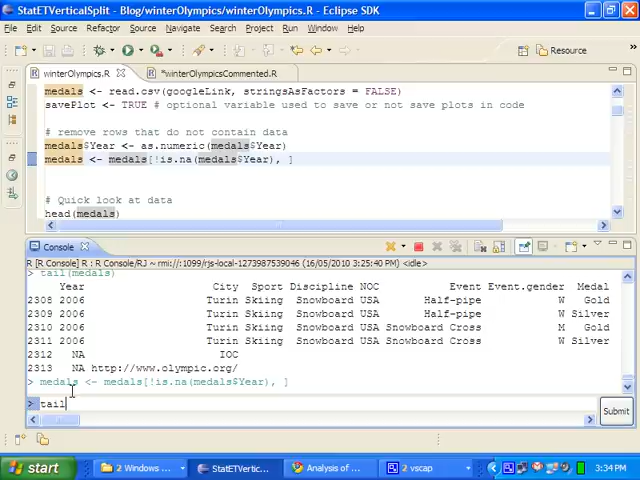 StatETVerticalSplit - Blog/winterOlympics/winterOlympics.R - Eclipse SDK
File Edit Source Refactor Navigate Search Project Run Window Help
Resource
winterOlympics.R *winterOlympicsCommented.R
medals <- read.csv(googleLink, stringsAsFactors = FALSE)
savePlot <- TRUE # optional variable used to save or not save plots in code
# remove rows that do not contain data
medals$Year <- as.numeric(medals$Year)
medals <- medals[!is.na(medals$Year), ]
# Quick look at data
head(medals)
Console
R [R Console] R : R Console/RJ ~ rmi://:1099/rjs-local-1273987539046 (16/05/2010 3:25:40 PM) <idle>
> tail(medals)
Year City Sport Discipline NOC Event Event.gender Medal
2308 2006 Turin Skiing Snowboard USA Half-pipe W Gold
2309 2006 Turin Skiing Snowboard USA Half-pipe W Silver
2310 2006 Turin Skiing Snowboard USA Snowboard Cross M Gold
2311 2006 Turin Skiing Snowboard USA Snowboard Cross W Silver
2312 NA IOC
2313 NA http://www.olympic.org/
> medals <- medals[!is.na(medals$Year), ]
> tail
Submit
start 2 Windows ... StatETVertic... Analysis of ... 2 vscap 3:34 PM